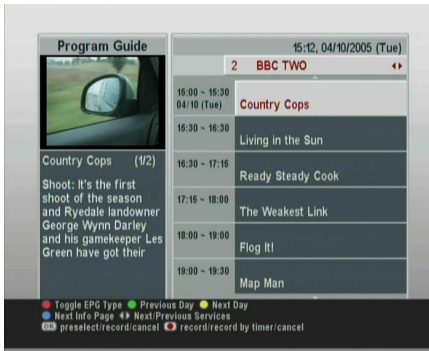 Program Guide
15:12, 04/10/2005 (Tue)
2 BBC TWO
15:00 ~ 15:30
04/10 (Tue)
Country Cops
15:30 ~ 16:30
Living in the Sun
16:30 ~ 17:15
Ready Steady Cook
17:15 ~ 18:00
The Weakest Link
18:00 ~ 19:00
Flog It!
19:00 ~ 19:30
Map Man
Country Cops (1/2)
Shoot: It's the first
shoot of the season
and Ryedale landowner
George Wynn Darley
and his gamekeeper Les
Green have got their
Toggle EPG Type Previous Day Next Day
Next Info Page Next/Previous Services
OK preselect/record/cancel record/record by timer/cancel